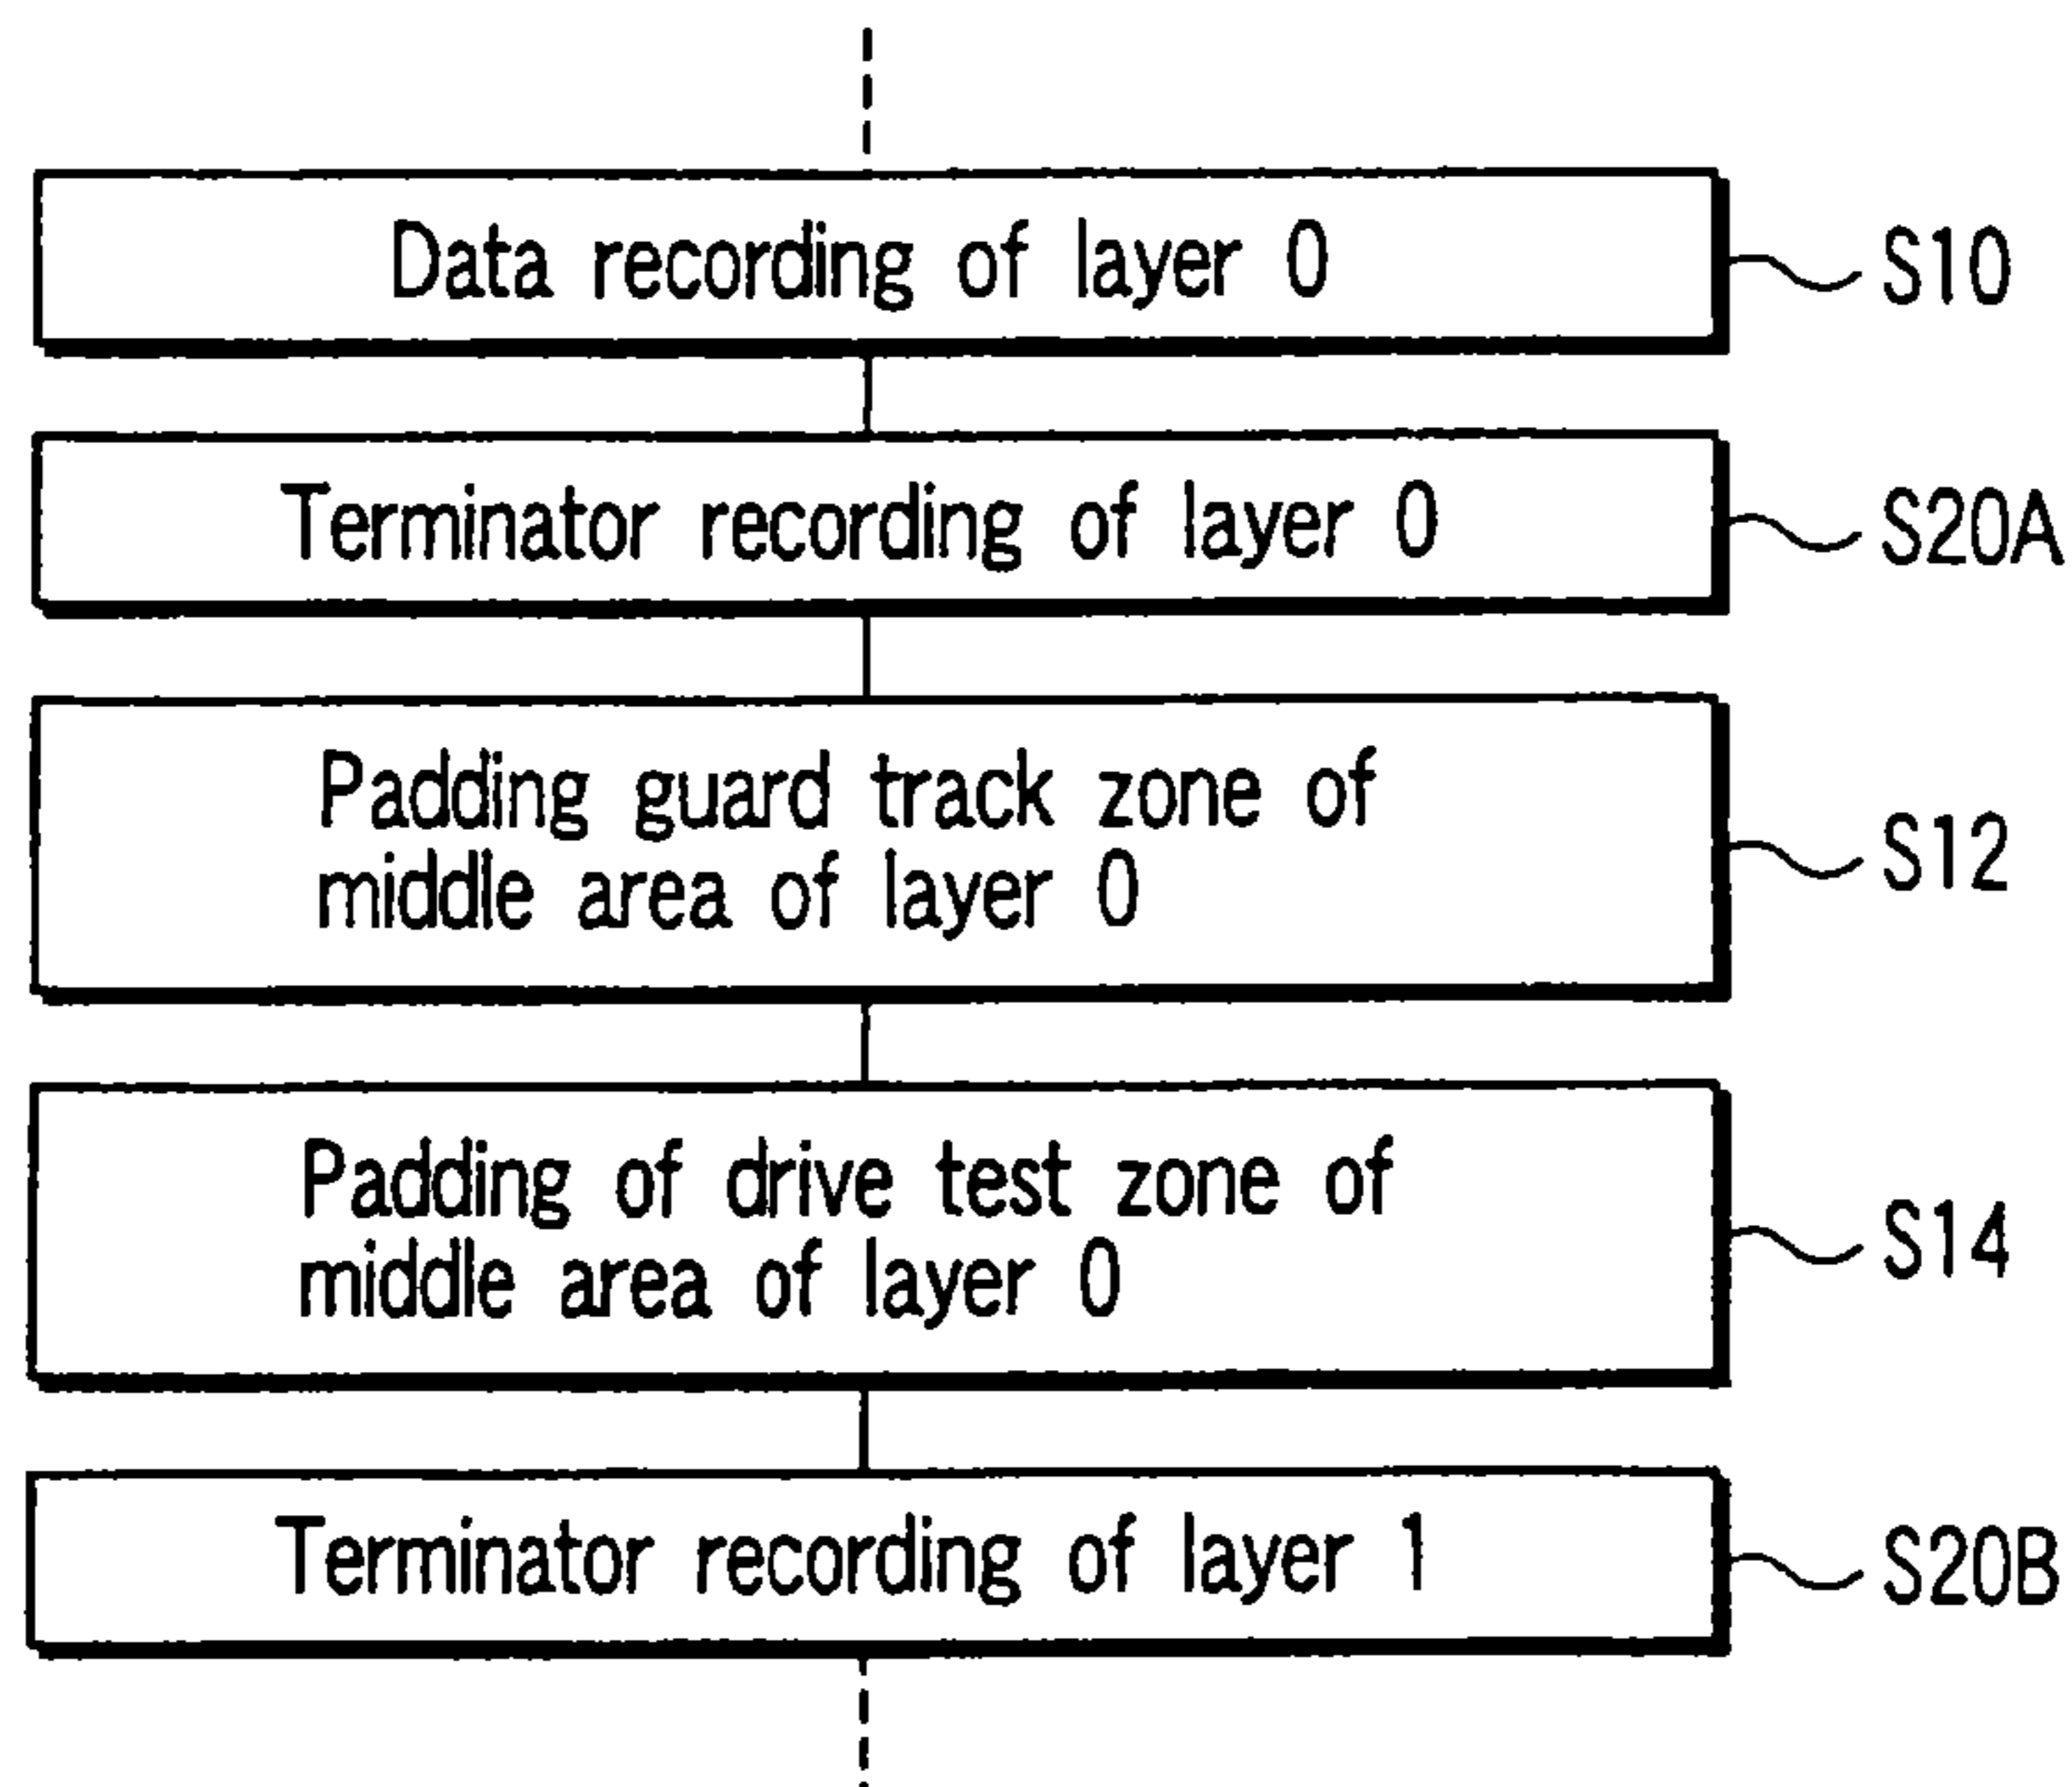 Data recording of layer 0
S10
Terminator recording of layer 0
S20A
Padding guard track zone of
middle area of layer 0
S12
Padding of drive test zone of
middle area of layer 0
S14
Terminator recording of layer 1
S20B